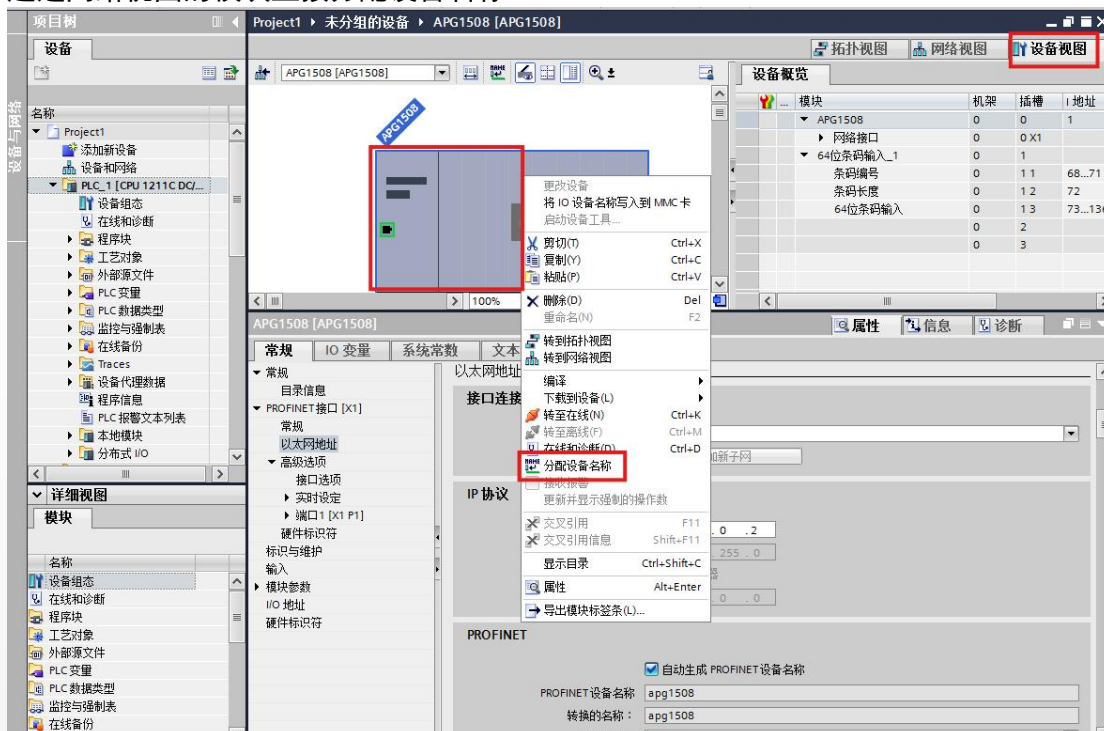 项目树
设备
名称
Project1
添加新设备
设备和网络
PLC_1 [CPU 1211C DC/...
设备组态
在线和诊断
程序块
工艺对象
外部源文件
PLC 变量
PLC 数据类型
监控与强制表
在线备份
Traces
设备代理数据
程序信息
PLC 报警文本列表
本地模块
分布式 I/O
详细视图
模块
名称
设备组态
在线和诊断
程序块
工艺对象
外部源文件
PLC 变量
PLC 数据类型
监控与强制表
在线备份
设备与网络
Project1 ▸ 未分组的设备 ▸ APG1508 [APG1508]
拓扑视图 网络视图 设备视图
APG1508 [APG1508]
APG1508
100%
设备概览
... 模块 机架 插槽 I 地址
APG1508 0 0 1
网络接口 0 0 X1
64位条码输入_1 0 1
条码编号 0 1 1 68...71
条码长度 0 1 2 72
64位条码输入 0 1 3 73...136
0 2
0 3
更改设备
将 IO 设备名称写入到 MMC 卡
启动设备工具...
剪切(T) Ctrl+X
复制(Y) Ctrl+C
粘贴(P) Ctrl+V
删除(D) Del
重命名(N) F2
转到拓扑视图
转到网络视图
编译
下载到设备(L)
转至在线(N) Ctrl+K
转至离线(F) Ctrl+M
在线和诊断(D) Ctrl+D
分配设备名称
接收报警
更新并显示强制的操作数
交叉引用 F11
交叉引用信息 Shift+F11
显示目录 Ctrl+Shift+C
属性 Alt+Enter
导出模块标签条(L)...
APG1508 [APG1508]
属性 信息 诊断
常规 IO 变量 系统常数 文本
常规
目录信息
PROFINET接口 [X1]
常规
以太网地址
高级选项
接口选项
实时设定
端口1 [X1 P1]
硬件标识符
标识与维护
输入
模块参数
I/O 地址
硬件标识符
以太网地址
接口连接
加新子网
IP 协议
. 0 . 2
. 255 . 0
. 0 . 0
PROFINET
自动生成 PROFINET设备名称
PROFINET设备名称 apg1508
转换的名称： apg1508